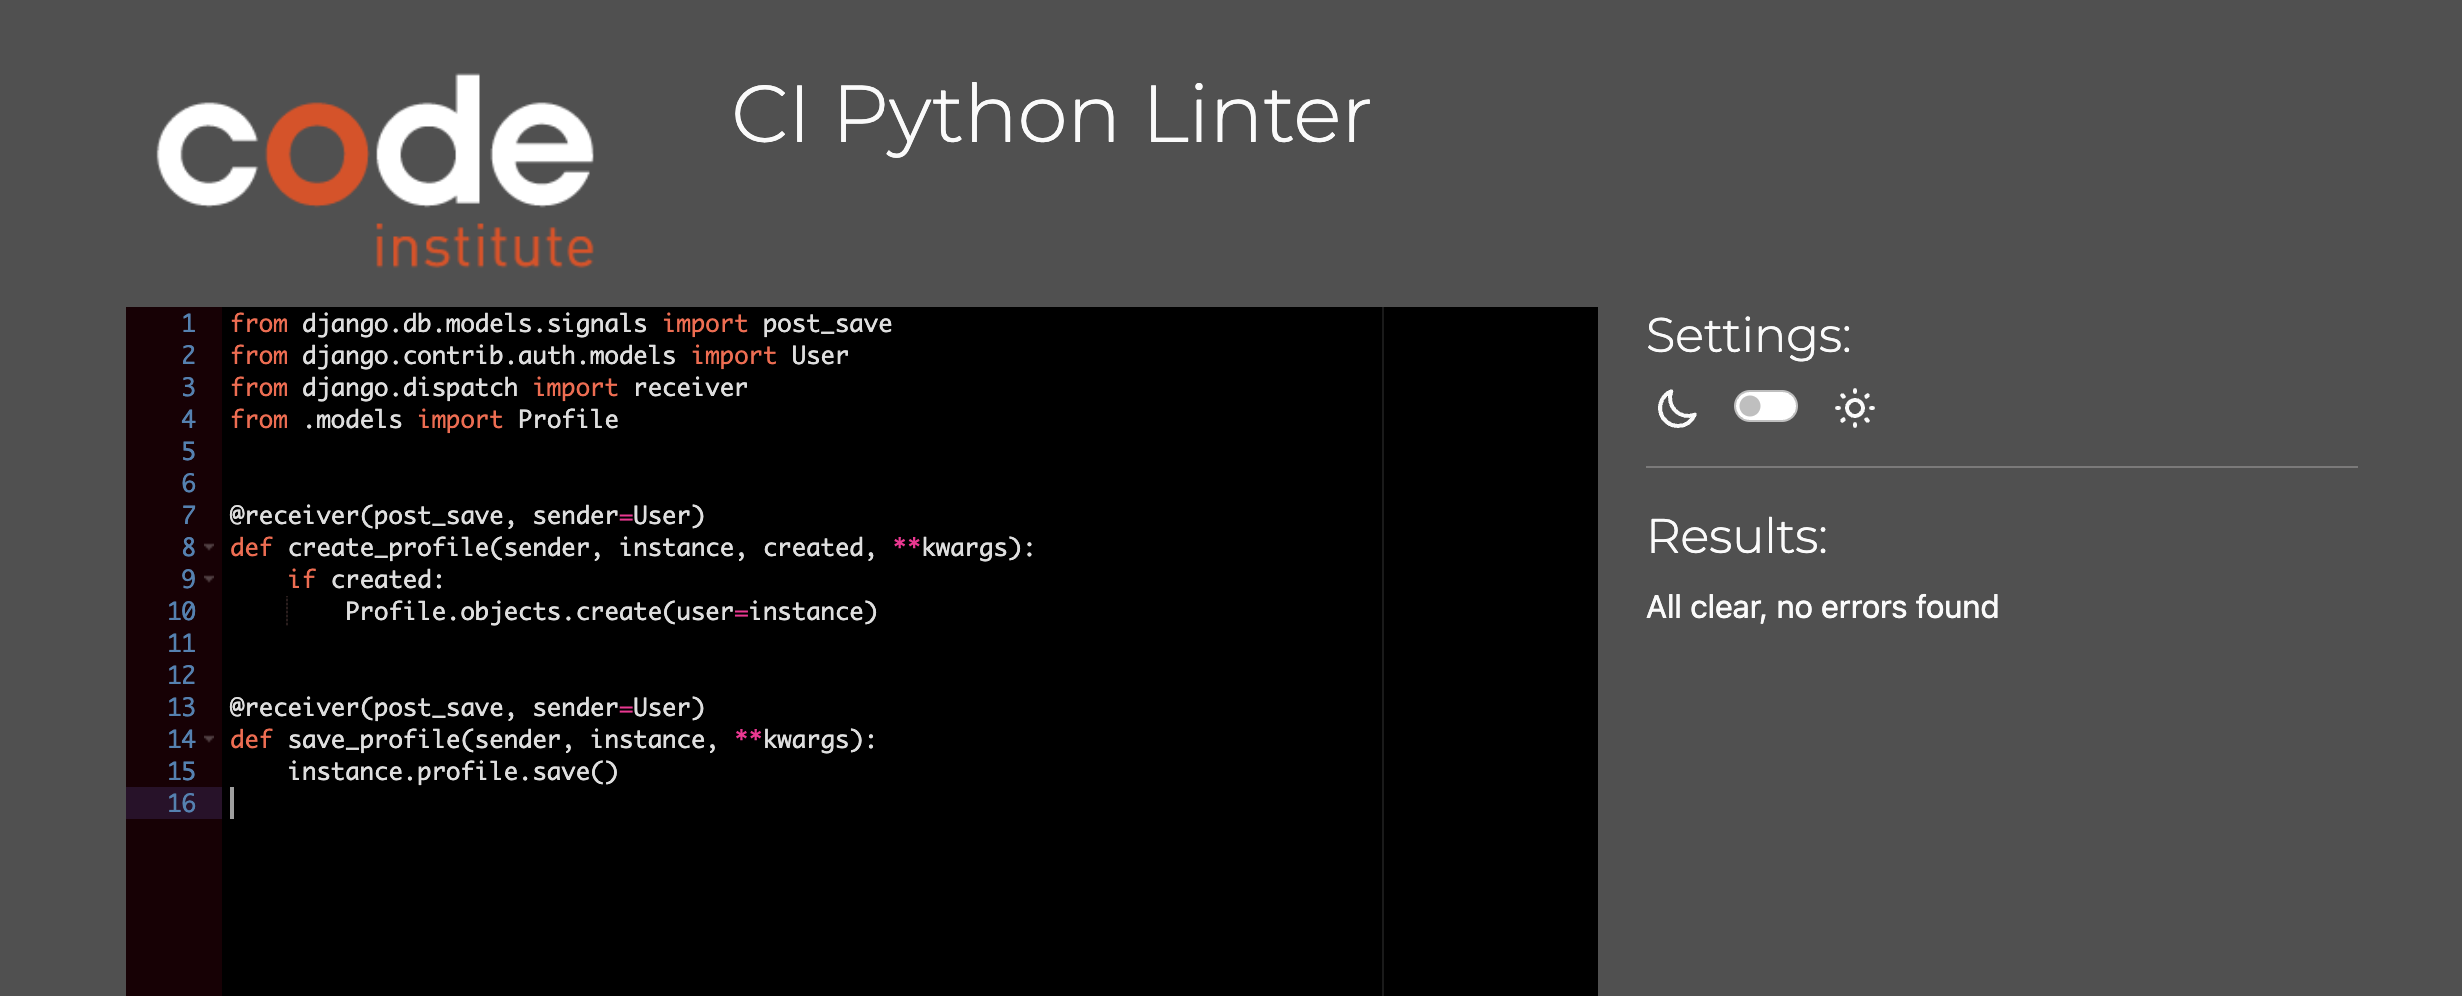 code
institute
CI Python Linter
1 from django.db.models.signals import post_save
2 from django.contrib.auth.models import User
3 from django.dispatch import receiver
4 from .models import Profile
5
6
7 @receiver(post_save, sender=User)
8 def create_profile(sender, instance, created, **kwargs):
9     if created:
10         Profile.objects.create(user=instance)
11
12
13 @receiver(post_save, sender=User)
14 def save_profile(sender, instance, **kwargs):
15     instance.profile.save()
16
Settings:
Results:
All clear, no errors found